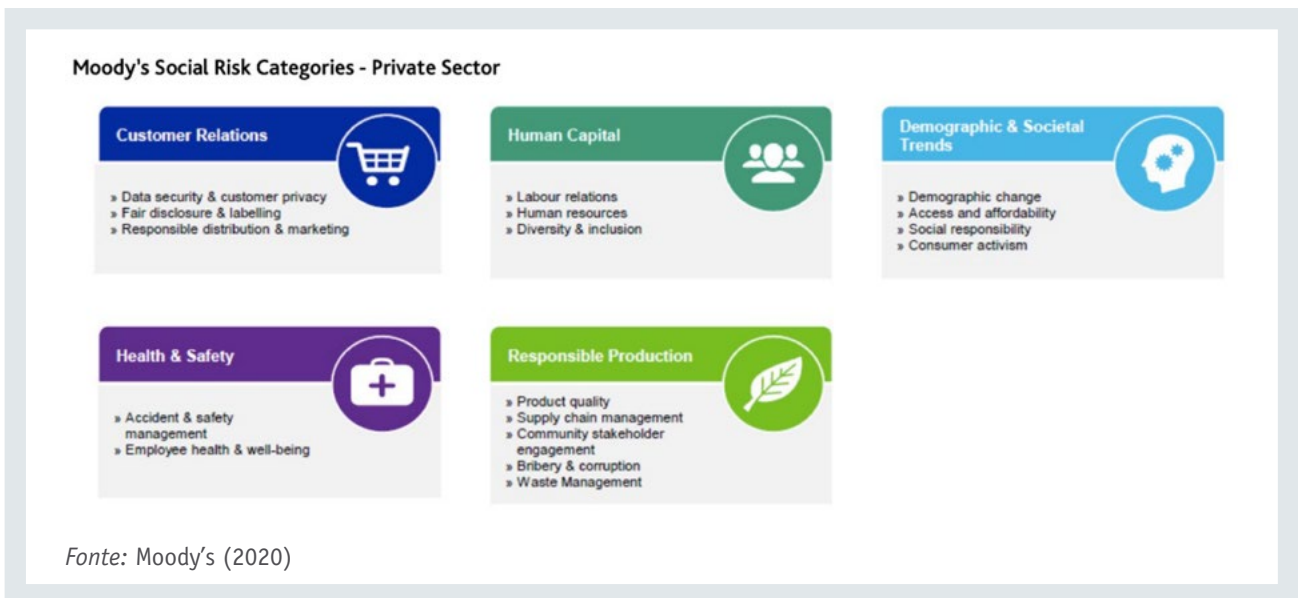 Moody's Social Risk Categories - Private Sector
Customer Relations
» Data security & customer privacy
» Fair disclosure & labelling
» Responsible distribution & marketing
Human Capital
» Labour relations
» Human resources
» Diversity & inclusion
Demographic & Societal
Trends
» Demographic change
» Access and affordability
» Social responsibility
» Consumer activism
Health & Safety
» Accident & safety
management
» Employee health & well-being
Responsible Production
» Product quality
» Supply chain management
» Community stakeholder
engagement
» Bribery & corruption
» Waste Management
Fonte: Moody's (2020)